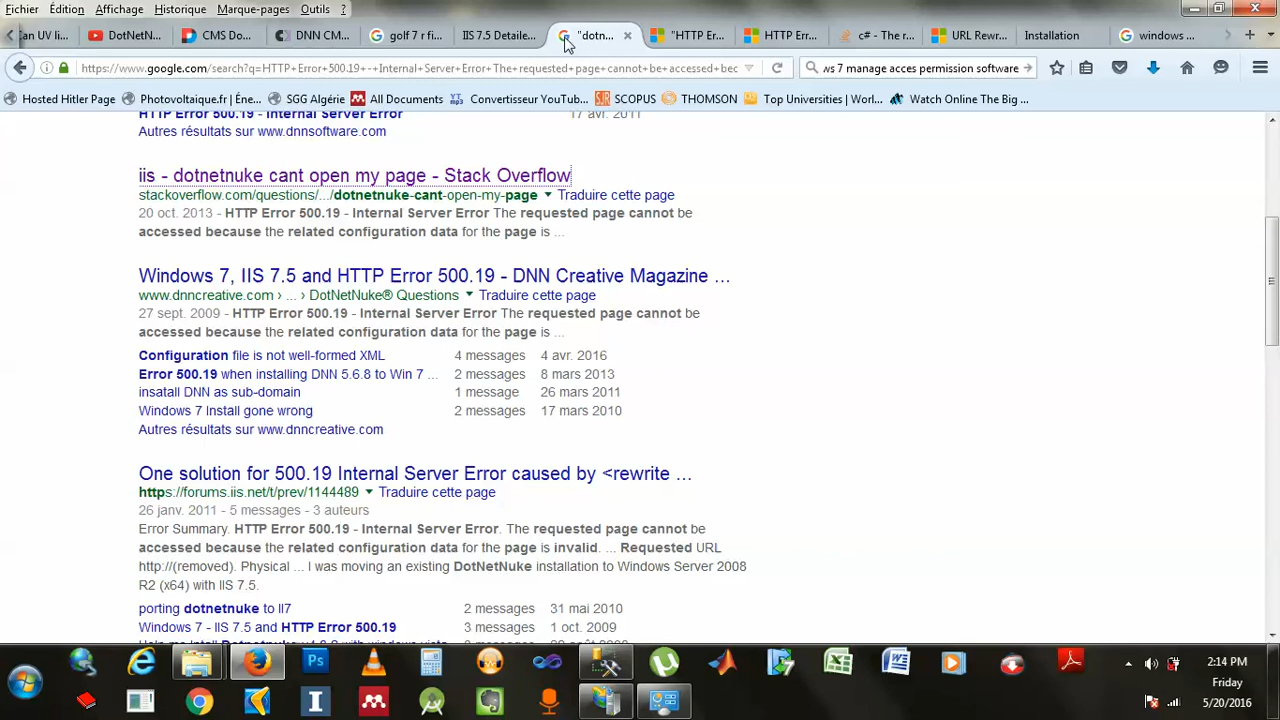 Fichier Édition Affichage Historique Marque-pages Outils ?
an UV li... DotNetN... CMS Do... DNN CM... golf 7 r fi... IIS 7.5 Detaile... "dotn... "HTTP Er... HTTP Err... c# - The r... URL Rewr... Installation windows ...
https://www.google.com/search?q=HTTP+Error+500.19+-+Internal+Server+Error+The+requested+page+cannot+be+accessed+bec ws 7 manage acces permission software
Hosted Hitler Page Photovoltaique.fr | Éne... SGG Algérie All Documents Convertisseur YouT... SCOPUS THOMSON Top Universities | Worl... Watch Online The Big ...
HTTP Error 500.19 - Internal Server Error 17 avr. 2011
Autres résultats sur www.dnnsoftware.com
iis - dotnetnuke cant open my page - Stack Overflow
stackoverflow.com/questions/.../dotnetnuke-cant-open-my-page Traduire cette page
20 oct. 2013 - HTTP Error 500.19 - Internal Server Error The requested page cannot be
accessed because the related configuration data for the page is ...
Windows 7, IIS 7.5 and HTTP Error 500.19 - DNN Creative Magazine ...
www.dnncreative.com › ... › DotNetNuke® Questions Traduire cette page
27 sept. 2009 - HTTP Error 500.19 - Internal Server Error The requested page cannot be
accessed because the related configuration data for the page is ...
Configuration file is not well-formed XML 4 messages 4 avr. 2016
Error 500.19 when installing DNN 5.6.8 to Win 7 ... 2 messages 8 mars 2013
insatall DNN as sub-domain 1 message 26 mars 2011
Windows 7 Install gone wrong 2 messages 17 mars 2010
Autres résultats sur www.dnncreative.com
One solution for 500.19 Internal Server Error caused by <rewrite ...
https://forums.iis.net/t/prev/1144489 Traduire cette page
26 janv. 2011 - 5 messages - 3 auteurs
Error Summary. HTTP Error 500.19 - Internal Server Error. The requested page cannot be
accessed because the related configuration data for the page is invalid. ... Requested URL
http://(removed). Physical ... I was moving an existing DotNetNuke installation to Windows Server 2008
R2 (x64) with IIS 7.5.
porting dotnetnuke to II7 2 messages 31 mai 2010
Windows 7 - IIS 7.5 and HTTP Error 500.19 3 messages 1 oct. 2009
2:14 PM
Friday
5/20/2016